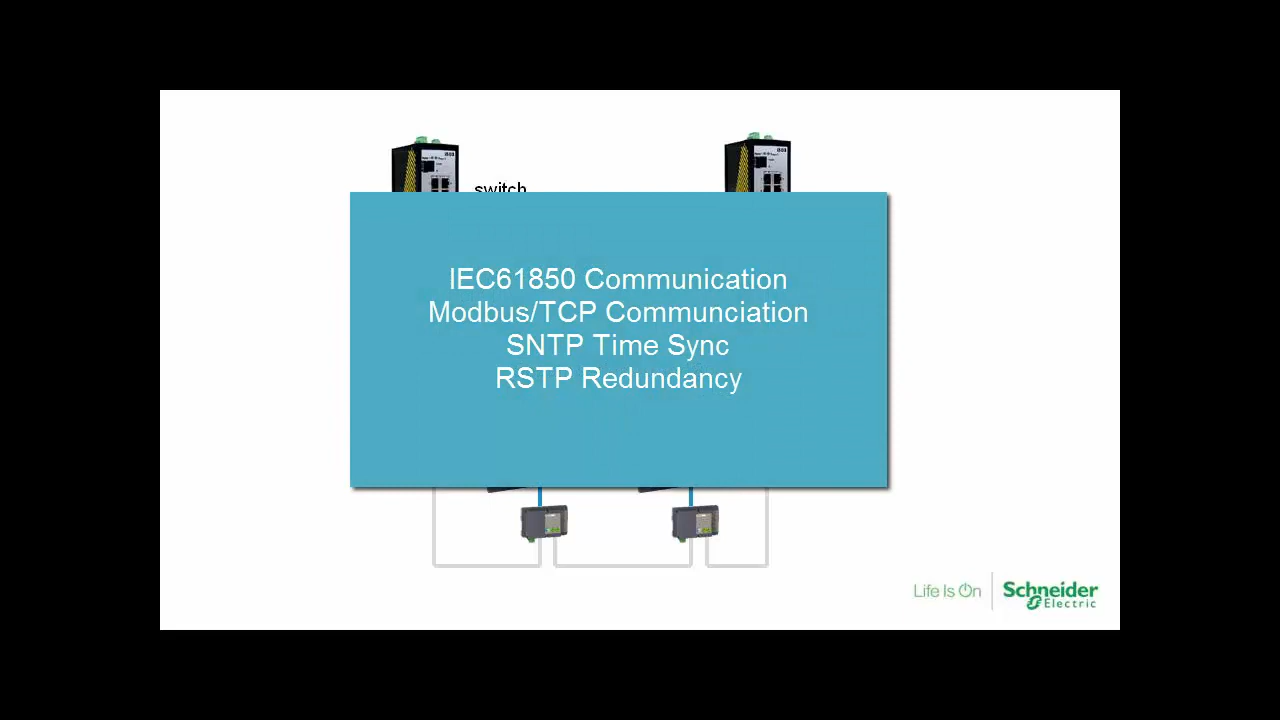 switch
IEC61850 Communication
Modbus/TCP Communciation
SNTP Time Sync
RSTP Redundancy
Life Is On
Schneider
Electric